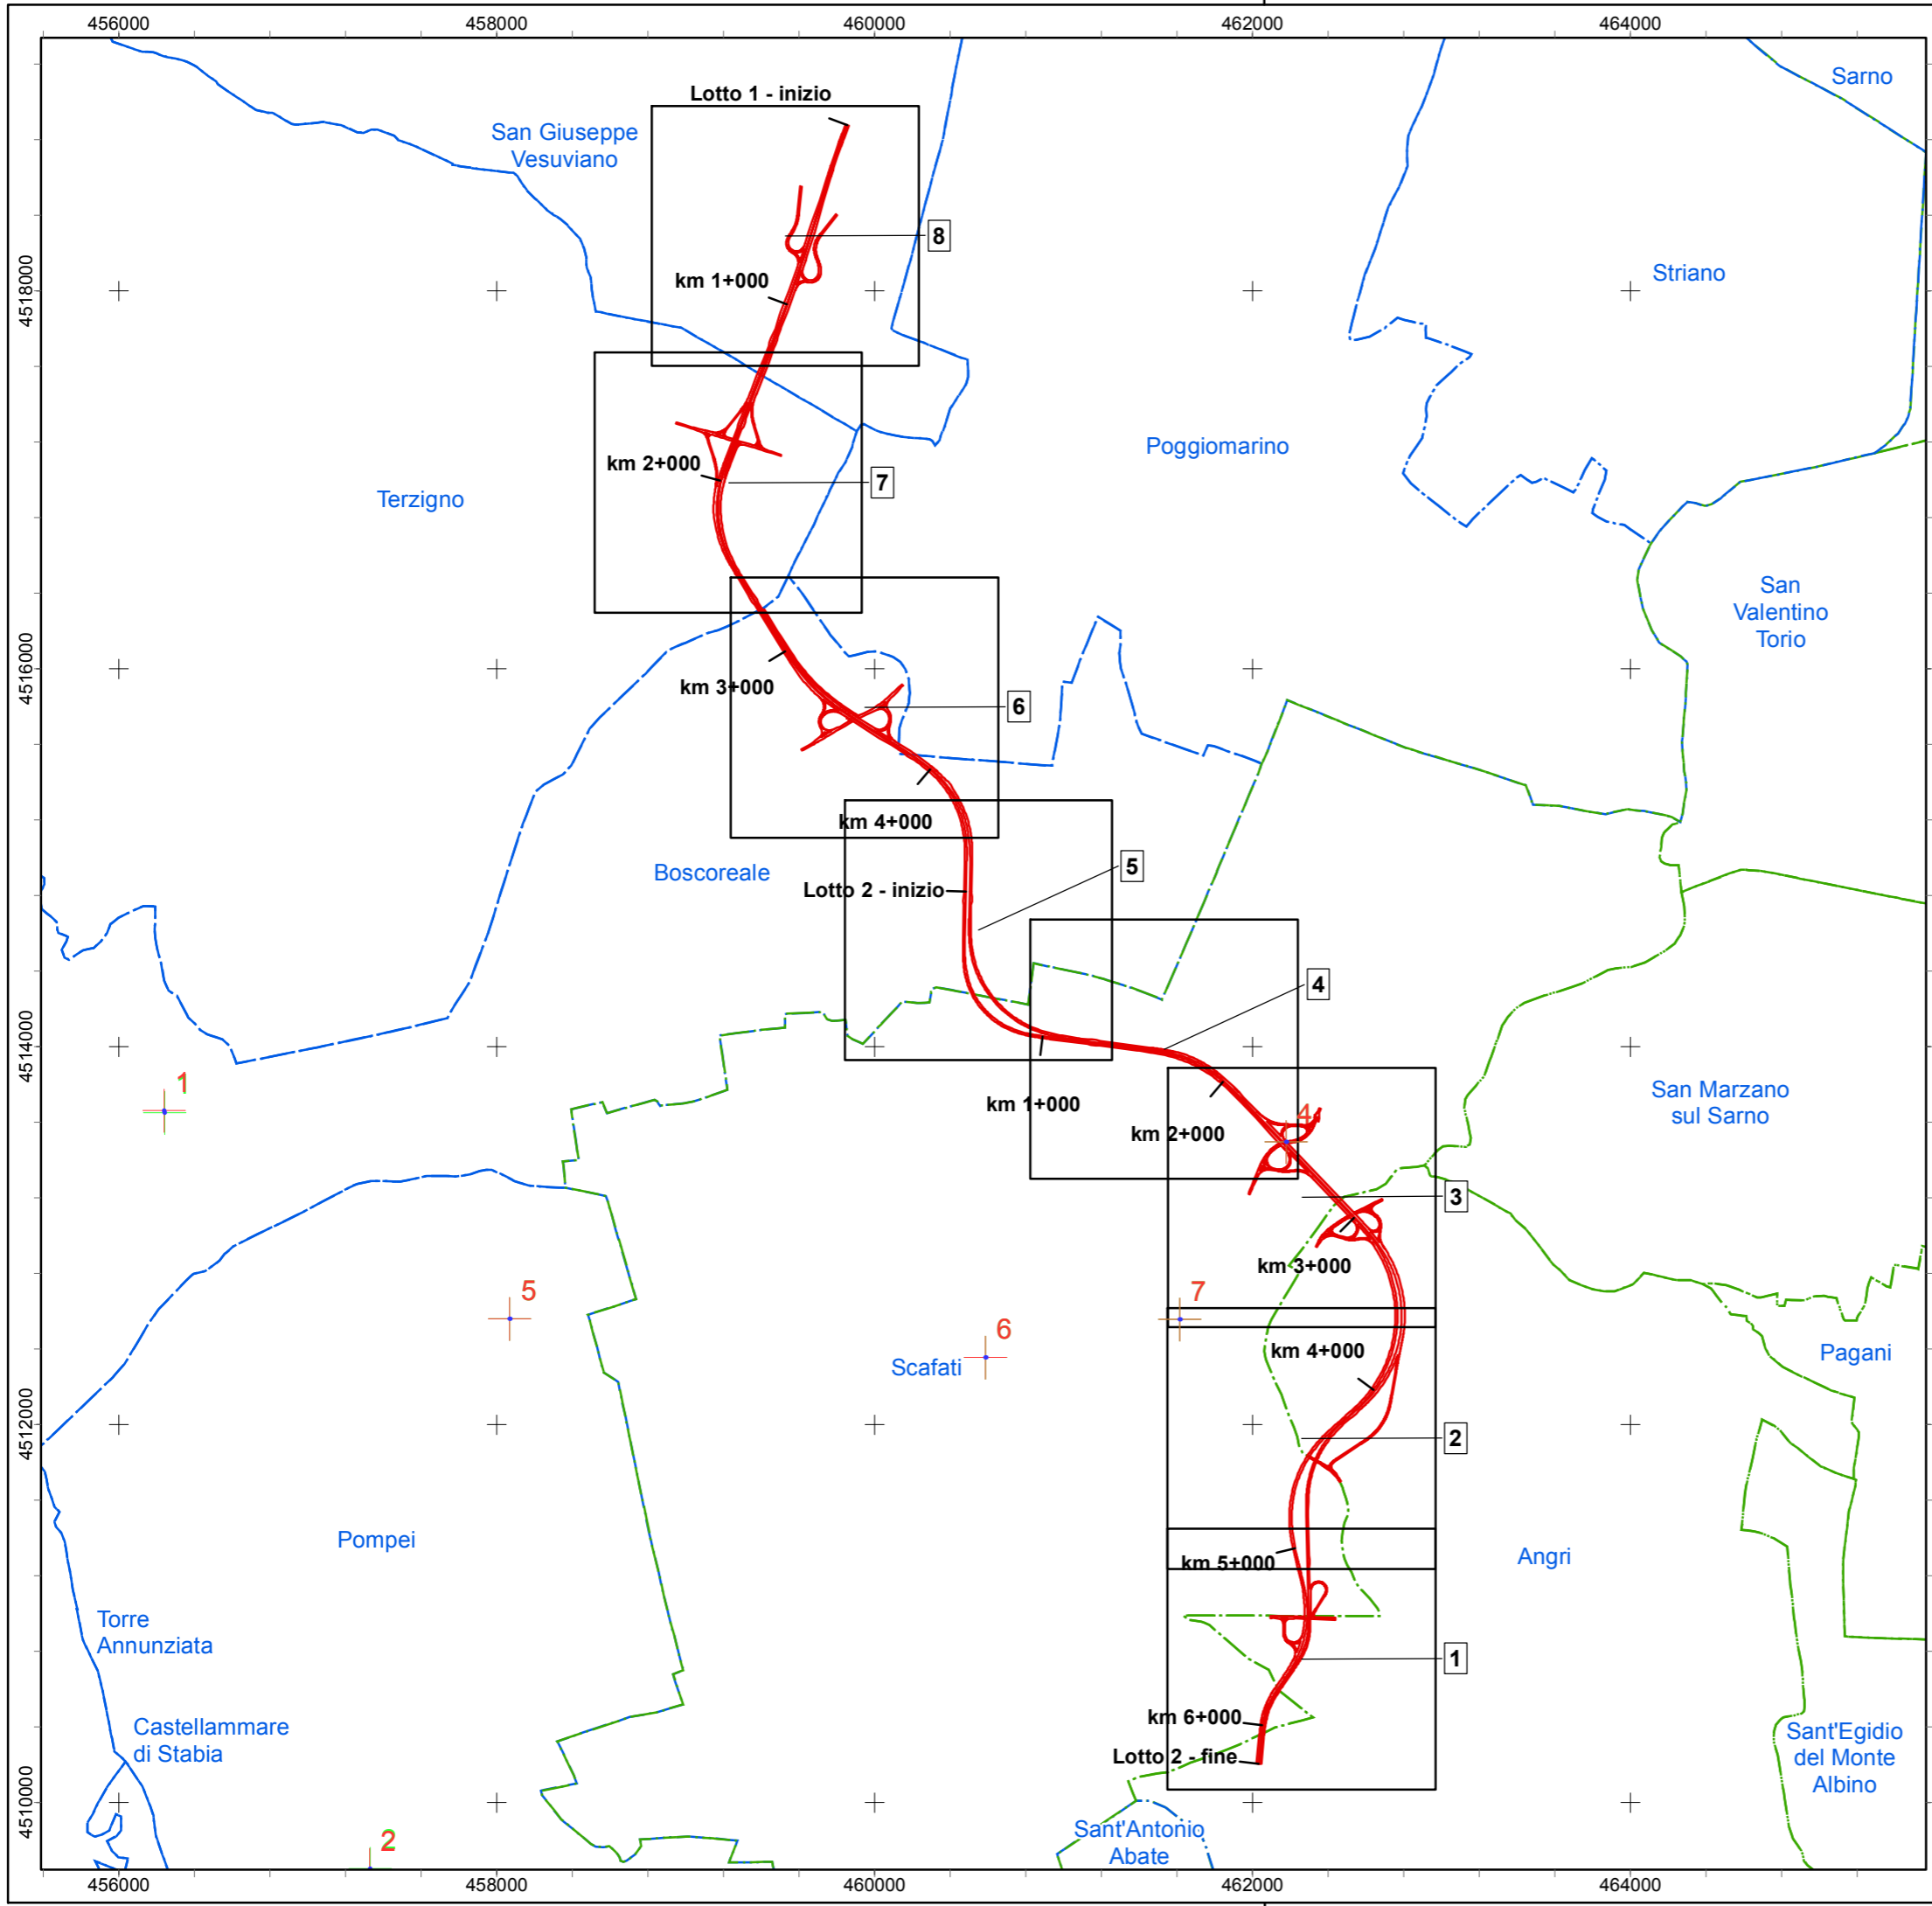 456000
458000
460000
462000
464000
Sarno
Lotto 1 - inizio
San Giuseppe
Vesuviano
8
4518000
km 1+000
Striano
Poggiomarino
km 2+000
7
Terzigno
San
Valentino
Torio
4516000
km 3+000
6
km 4+000
Boscoreale
5
Lotto 2 - inizio
4
4514000
1
km 1+000
San Marzano
sul Sarno
4
km 2+000
3
km 3+000
5
7
6
km 4+000
Pagani
Scafati
4512000
2
Pompei
km 5+000
Angri
Torre
Annunziata
1
km 6+000
Castellammare
di Stabia
Lotto 2 - fine
Sant'Egidio
del Monte
Albino
4510000
Sant'Antonio
Abate
2
456000
458000
460000
462000
464000